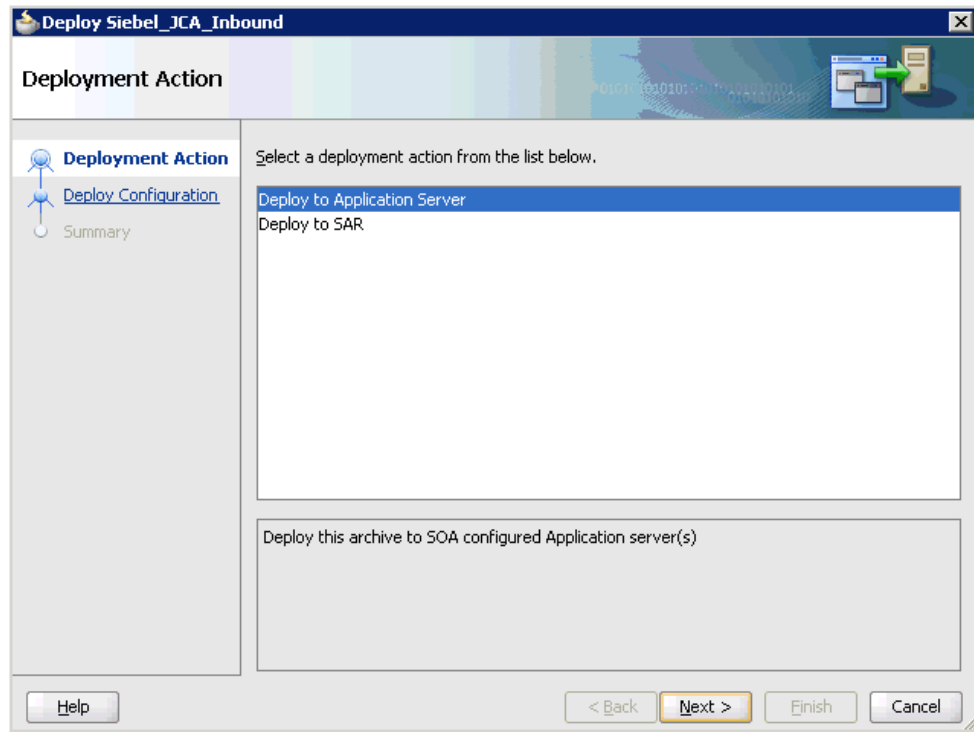 Deploy Siebel_JCA_Inbound
Deployment Action
Deployment Action
Select a deployment action from the list below.
Deploy Configuration
Summary
Deploy to Application Server
Deploy to SAR
Deploy this archive to SOA configured Application server(s)
Help
< Back
Next >
Finish
Cancel